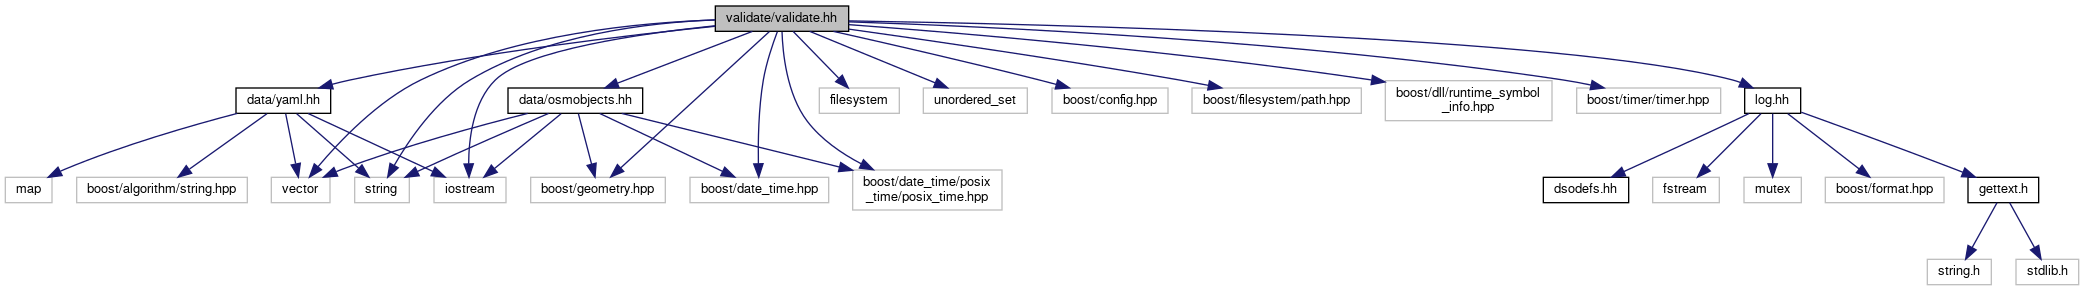 validate/validate.hh
data/yaml.hh
data/osmobjects.hh
filesystem
unordered_set
boost/config.hpp
boost/filesystem/path.hpp
boost/dll/runtime_symbol
_info.hpp
boost/timer/timer.hpp
log.hh
map
boost/algorithm/string.hpp
vector
string
iostream
boost/geometry.hpp
boost/date_time.hpp
boost/date_time/posix
_time/posix_time.hpp
dsodefs.hh
fstream
mutex
boost/format.hpp
gettext.h
string.h
stdlib.h